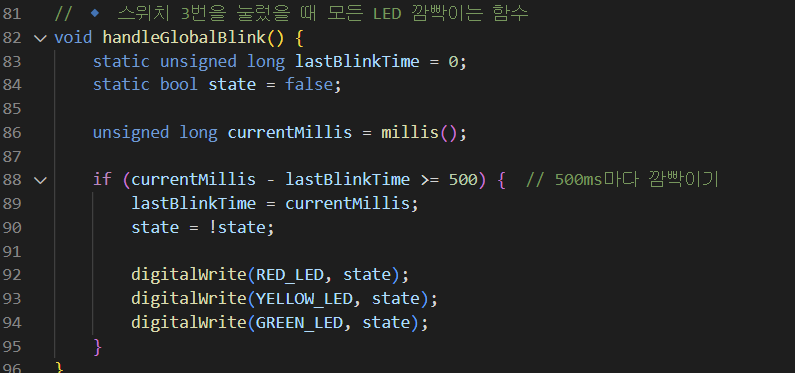 81 // 🔹 스위치 3번을 눌렀을 때 모든 LED 깜빡이는 함수
82 void handleGlobalBlink() {
83 static unsigned long lastBlinkTime = 0;
84 static bool state = false;
85
86 unsigned long currentMillis = millis();
87
88 if (currentMillis - lastBlinkTime >= 500) { // 500ms마다 깜빡이기
89 lastBlinkTime = currentMillis;
90 state = !state;
91
92 digitalWrite(RED_LED, state);
93 digitalWrite(YELLOW_LED, state);
94 digitalWrite(GREEN_LED, state);
95 }
96 }